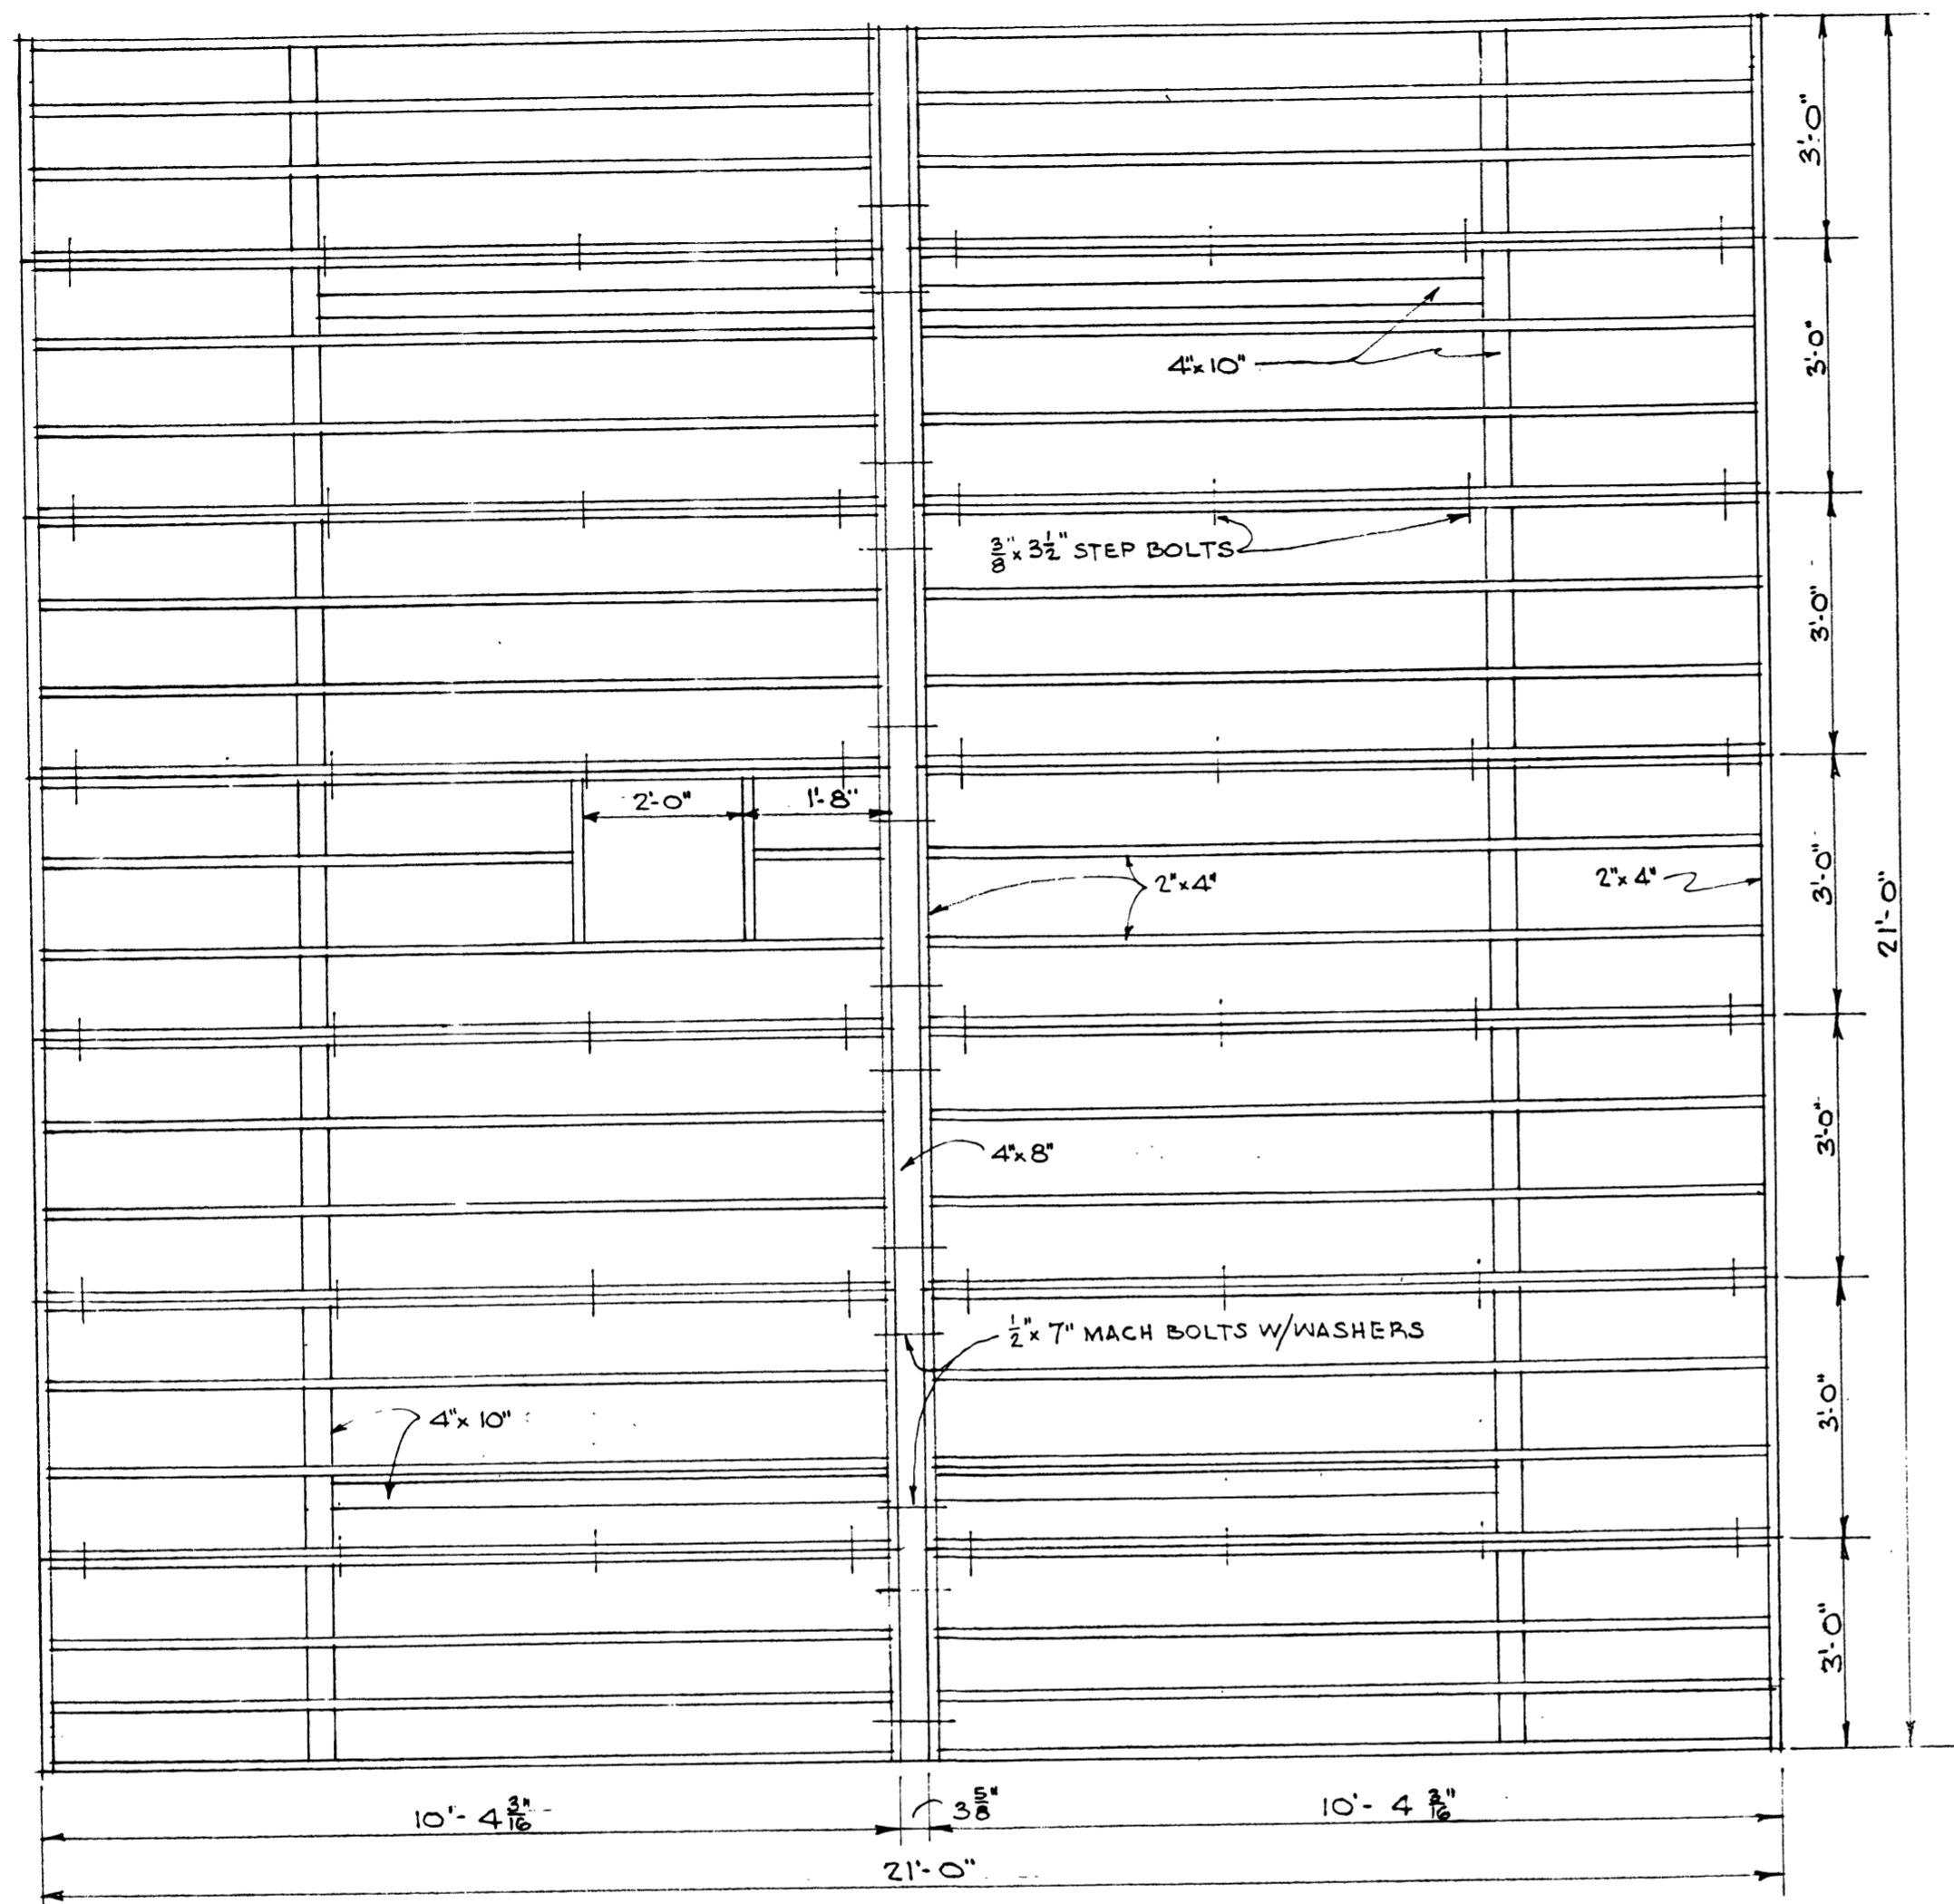 3'-0"
3'-0"
4"x10"
3/8" x 3 1/2" STEP BOLTS
3'-0"
2'-0" 1'-8"
2"x4" 2"x4" 3'-0"
21'-0"
4"x8" 3'-0"
1/2" x 7" MACH BOLTS W/WASHERS
4"x10" 3'-0"
3'-0"
10'-4 3/16" 3 5/8" 10'-4 3/16"
21'-0"